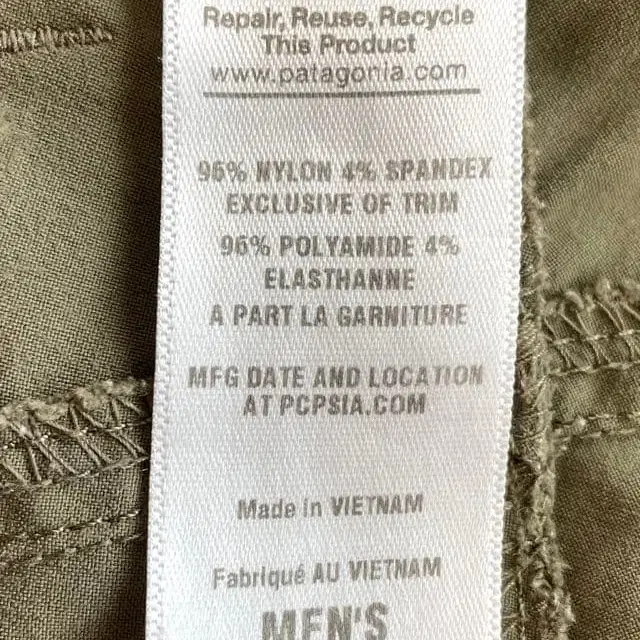 Repair, Reuse, Recycle
This Product
www.patagonia.com
96% NYLON 4% SPANDEX
EXCLUSIVE OF TRIM
96% POLYAMIDE 4%
ELASTHANNE
A PART LA GARNITURE
MFG DATE AND LOCATION
AT PCPSIA.COM
Made in VIETNAM
Fabriqué AU VIETNAM
MEN'S